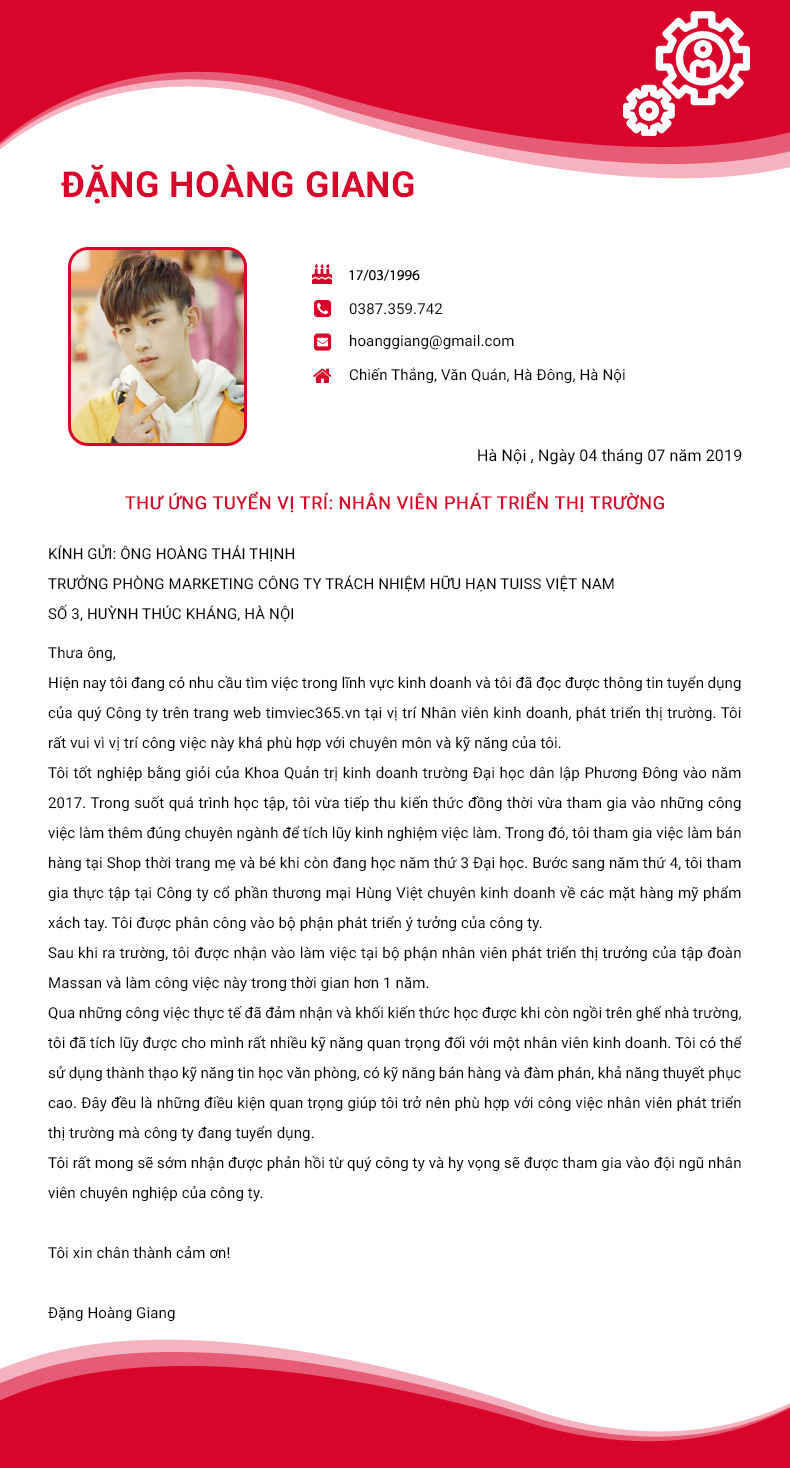 ĐẶNG HOÀNG GIANG
17/03/1996
0387.359.742
hoanggiang@gmail.com
Chiến Thắng, Văn Quán, Hà Đông, Hà Nội
Hà Nội , Ngày 04 tháng 07 năm 2019
THƯ ỨNG TUYỂN VỊ TRÍ: NHÂN VIÊN PHÁT TRIỂN THỊ TRƯỜNG
KÍNH GỬI: ÔNG HOÀNG THÁI THỊNH
TRƯỞNG PHÒNG MARKETING CÔNG TY TRÁCH NHIỆM HỮU HẠN TUISS VIỆT NAM
SỐ 3, HUỲNH THÚC KHÁNG, HÀ NỘI
Thưa ông,
Hiện nay tôi đang có nhu cầu tìm việc trong lĩnh vực kinh doanh và tôi đã đọc được thông tin tuyển dụng
của quý Công ty trên trang web timviec365.vn tại vị trí Nhân viên kinh doanh, phát triển thị trường. Tôi
rất vui vì vị trí công việc này khá phù hợp với chuyên môn và kỹ năng của tôi.
Tôi tốt nghiệp bằng giỏi của Khoa Quản trị kinh doanh trường Đại học dân lập Phương Đông vào năm
2017. Trong suốt quá trình học tập, tôi vừa tiếp thu kiến thức đồng thời vừa tham gia vào những công
việc làm thêm đúng chuyên ngành để tích lũy kinh nghiệm việc làm. Trong đó, tôi tham gia việc làm bán
hàng tại Shop thời trang mẹ và bé khi còn đang học năm thứ 3 Đại học. Bước sang năm thứ 4, tôi tham
gia thực tập tại Công ty cổ phần thương mại Hùng Việt chuyên kinh doanh về các mặt hàng mỹ phẩm
xách tay. Tôi được phân công vào bộ phận phát triển ý tưởng của công ty.
Sau khi ra trường, tôi được nhận vào làm việc tại bộ phận nhân viên phát triển thị trưởng của tập đoàn
Massan và làm công việc này trong thời gian hơn 1 năm.
Qua những công việc thực tế đã đảm nhận và khối kiến thức học được khi còn ngồi trên ghế nhà trường,
tôi đã tích lũy được cho mình rất nhiều kỹ năng quan trọng đối với một nhân viên kinh doanh. Tôi có thể
sử dụng thành thạo kỹ năng tin học văn phòng, có kỹ năng bán hàng và đàm phán, khả năng thuyết phục
cao. Đây đều là những điều kiện quan trọng giúp tôi trở nên phù hợp với công việc nhân viên phát triển
thị trường mà công ty đang tuyển dụng.
Tôi rất mong sẽ sớm nhận được phản hồi từ quý công ty và hy vọng sẽ được tham gia vào đội ngũ nhân
viên chuyên nghiệp của công ty.
Tôi xin chân thành cảm ơn!
Đặng Hoàng Giang